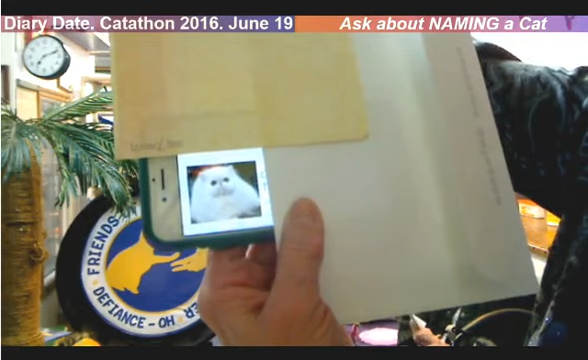 Diary Date. Catathon 2016. June 19
Ask about NAMING a Cat
FRIENDS
DEFIANCE - OH